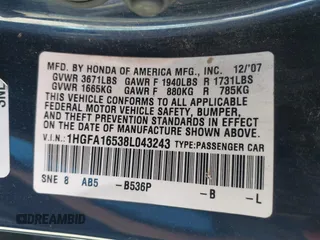 MFD. BY HONDA OF AMERICA MFG., INC. 12/'07
GVWR 3671LBS GAWR F 1940LBS R 1731LBS
GVWR 1665KG GAWR F 880KG R 785KG
THIS VEHICLE CONFORMS TO ALL APPLICABLE
FEDERAL MOTOR VEHICLE SAFETY, BUMPER,
AND THEFT PREVENTION STANDARDS IN EFFECT
ON THE DATE OF MANUFACTURE SHOWN ABOVE.
V.I.N.: 1HGFA16538L043243 TYPE: PASSENGER CAR
SNE 8 AB5 -B536P -B -L
SNE
DREAMBID